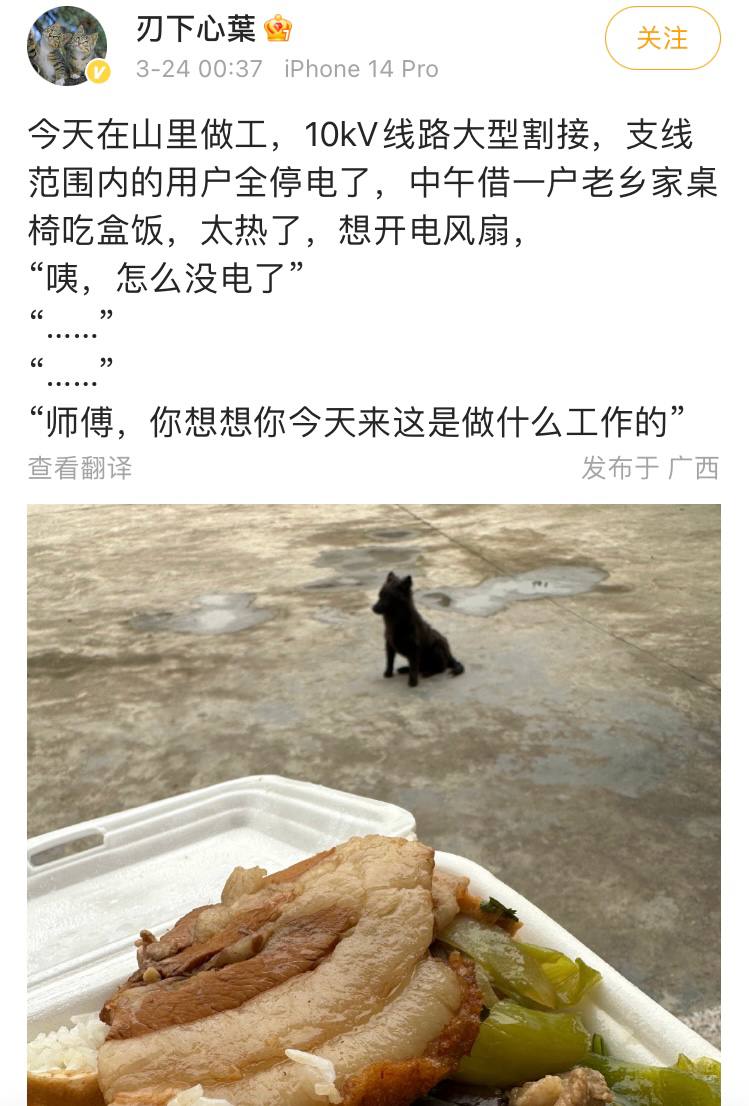 刃下心葉
3-24 00:37 iPhone 14 Pro
关注
今天在山里做工，10kV线路大型割接，支线
范围内的用户全停电了，中午借一户老乡家桌
椅吃盒饭，太热了，想开电风扇，
“咦，怎么没电了”
“……”
“……”
“师傅，你想想你今天来这是做什么工作的”
查看翻译
发布于 广西